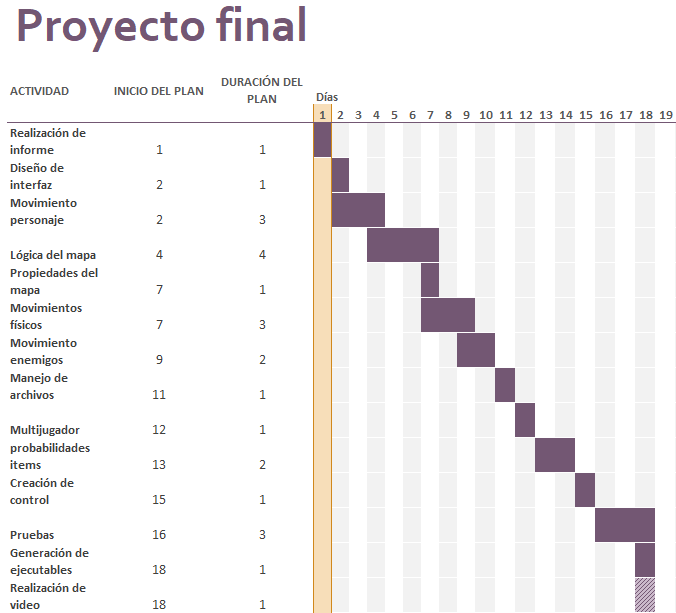 Proyecto final
ACTIVIDAD INICIO DEL PLAN DURACIÓN DEL
PLAN
Días
1 2 3 4 5 6 7 8 9 10 11 12 13 14 15 16 17 18 19
Realización de
informe 1 1
Diseño de
interfaz 2 1
Movimiento
personaje 2 3
Lógica del mapa 4 4
Propiedades del
mapa 7 1
Movimientos
físicos 7 3
Movimiento
enemigos 9 2
Manejo de
archivos 11 1
Multijugador 12 1
probabilidades
items 13 2
Creación de
control 15 1
Pruebas 16 3
Generación de
ejecutables 18 1
Realización de
video 18 1